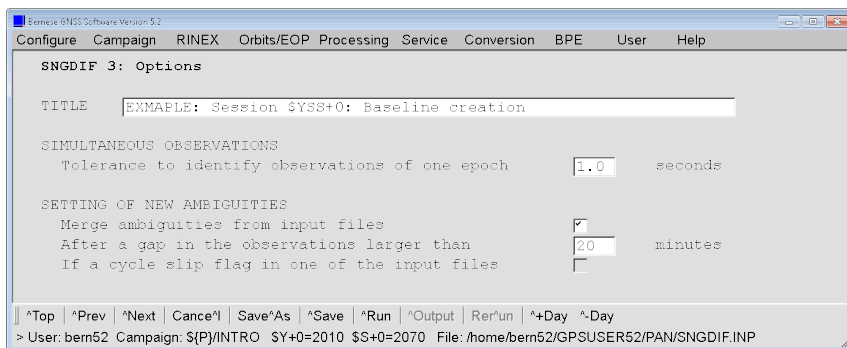 Bernese GNSS Software Version 5.2
Configure Campaign RINEX Orbits/EOP Processing Service Conversion BPE User Help
SNGDIF 3: Options
TITLE EXMAPLE: Session $YSS+0: Baseline creation
SIMULTANEOUS OBSERVATIONS
Tolerance to identify observations of one epoch 1.0 seconds
SETTING OF NEW AMBIGUITIES
Merge ambiguities from input files
After a gap in the observations larger than 20 minutes
If a cycle slip flag in one of the input files
^Top | ^Prev | ^Next | Cance^l | Save^As | ^Save | ^Run | ^Output | Rer^un | ^+Day ^-Day
> User: bern52 Campaign: ${P}/INTRO $Y+0=2010 $S+0=2070 File: /home/bern52/GPSUSER52/PAN/SNGDIF.INP